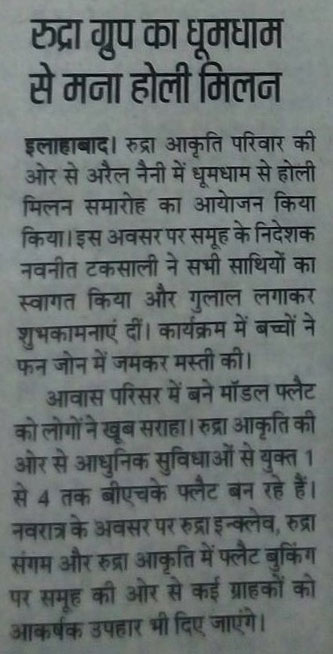 रुद्रा ग्रुप का धूमधाम
से मना होली मिलन
इलाहाबाद। रुद्रा आकृति परिवार की
ओर से अरैल नैनी में धूमधाम से होली
मिलन समारोह का आयेाजन किया
किया। इस अवसर पर समूह के निदेशक
नवनीत टकसाली ने सभी साथियों का
स्वागत किया और गुलाल लगाकर
शुभकामनाएं दीं। कार्यक्रम में बच्चों ने
फन जोन में जमकर मस्ती की।
आवास परिसर में बने मॉडल फ्लैट
को लोगों ने खूब सराहा। रुद्रा आकृति की
ओर से आधुनिक सुविधाओं से युक्त 1
से 4 तक बीएचके फ्लैट बन रहे हैं।
नवरात्र के अवसर पर रुद्रा इन्क्लेव, रुद्रा
संगम और रुद्रा आकृति में फ्लैट बुकिंग
पर समूह की ओर से कई ग्राहकों को
आकर्षक उपहार भी दिए जाएंगे।